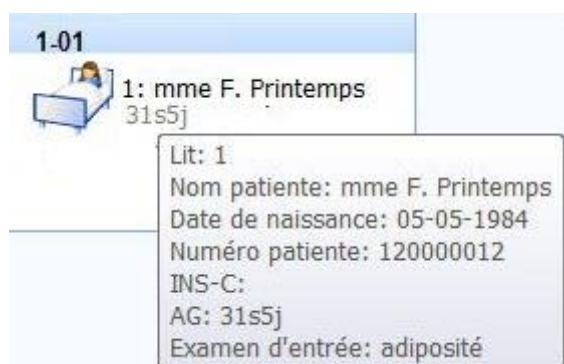 1-01
1: mme F. Printemps
31s5j
Lit: 1
Nom patiente: mme F. Printemps
Date de naissance: 05-05-1984
Numéro patiente: 120000012
INS-C:
AG: 31s5j
Examen d'entrée: adiposité